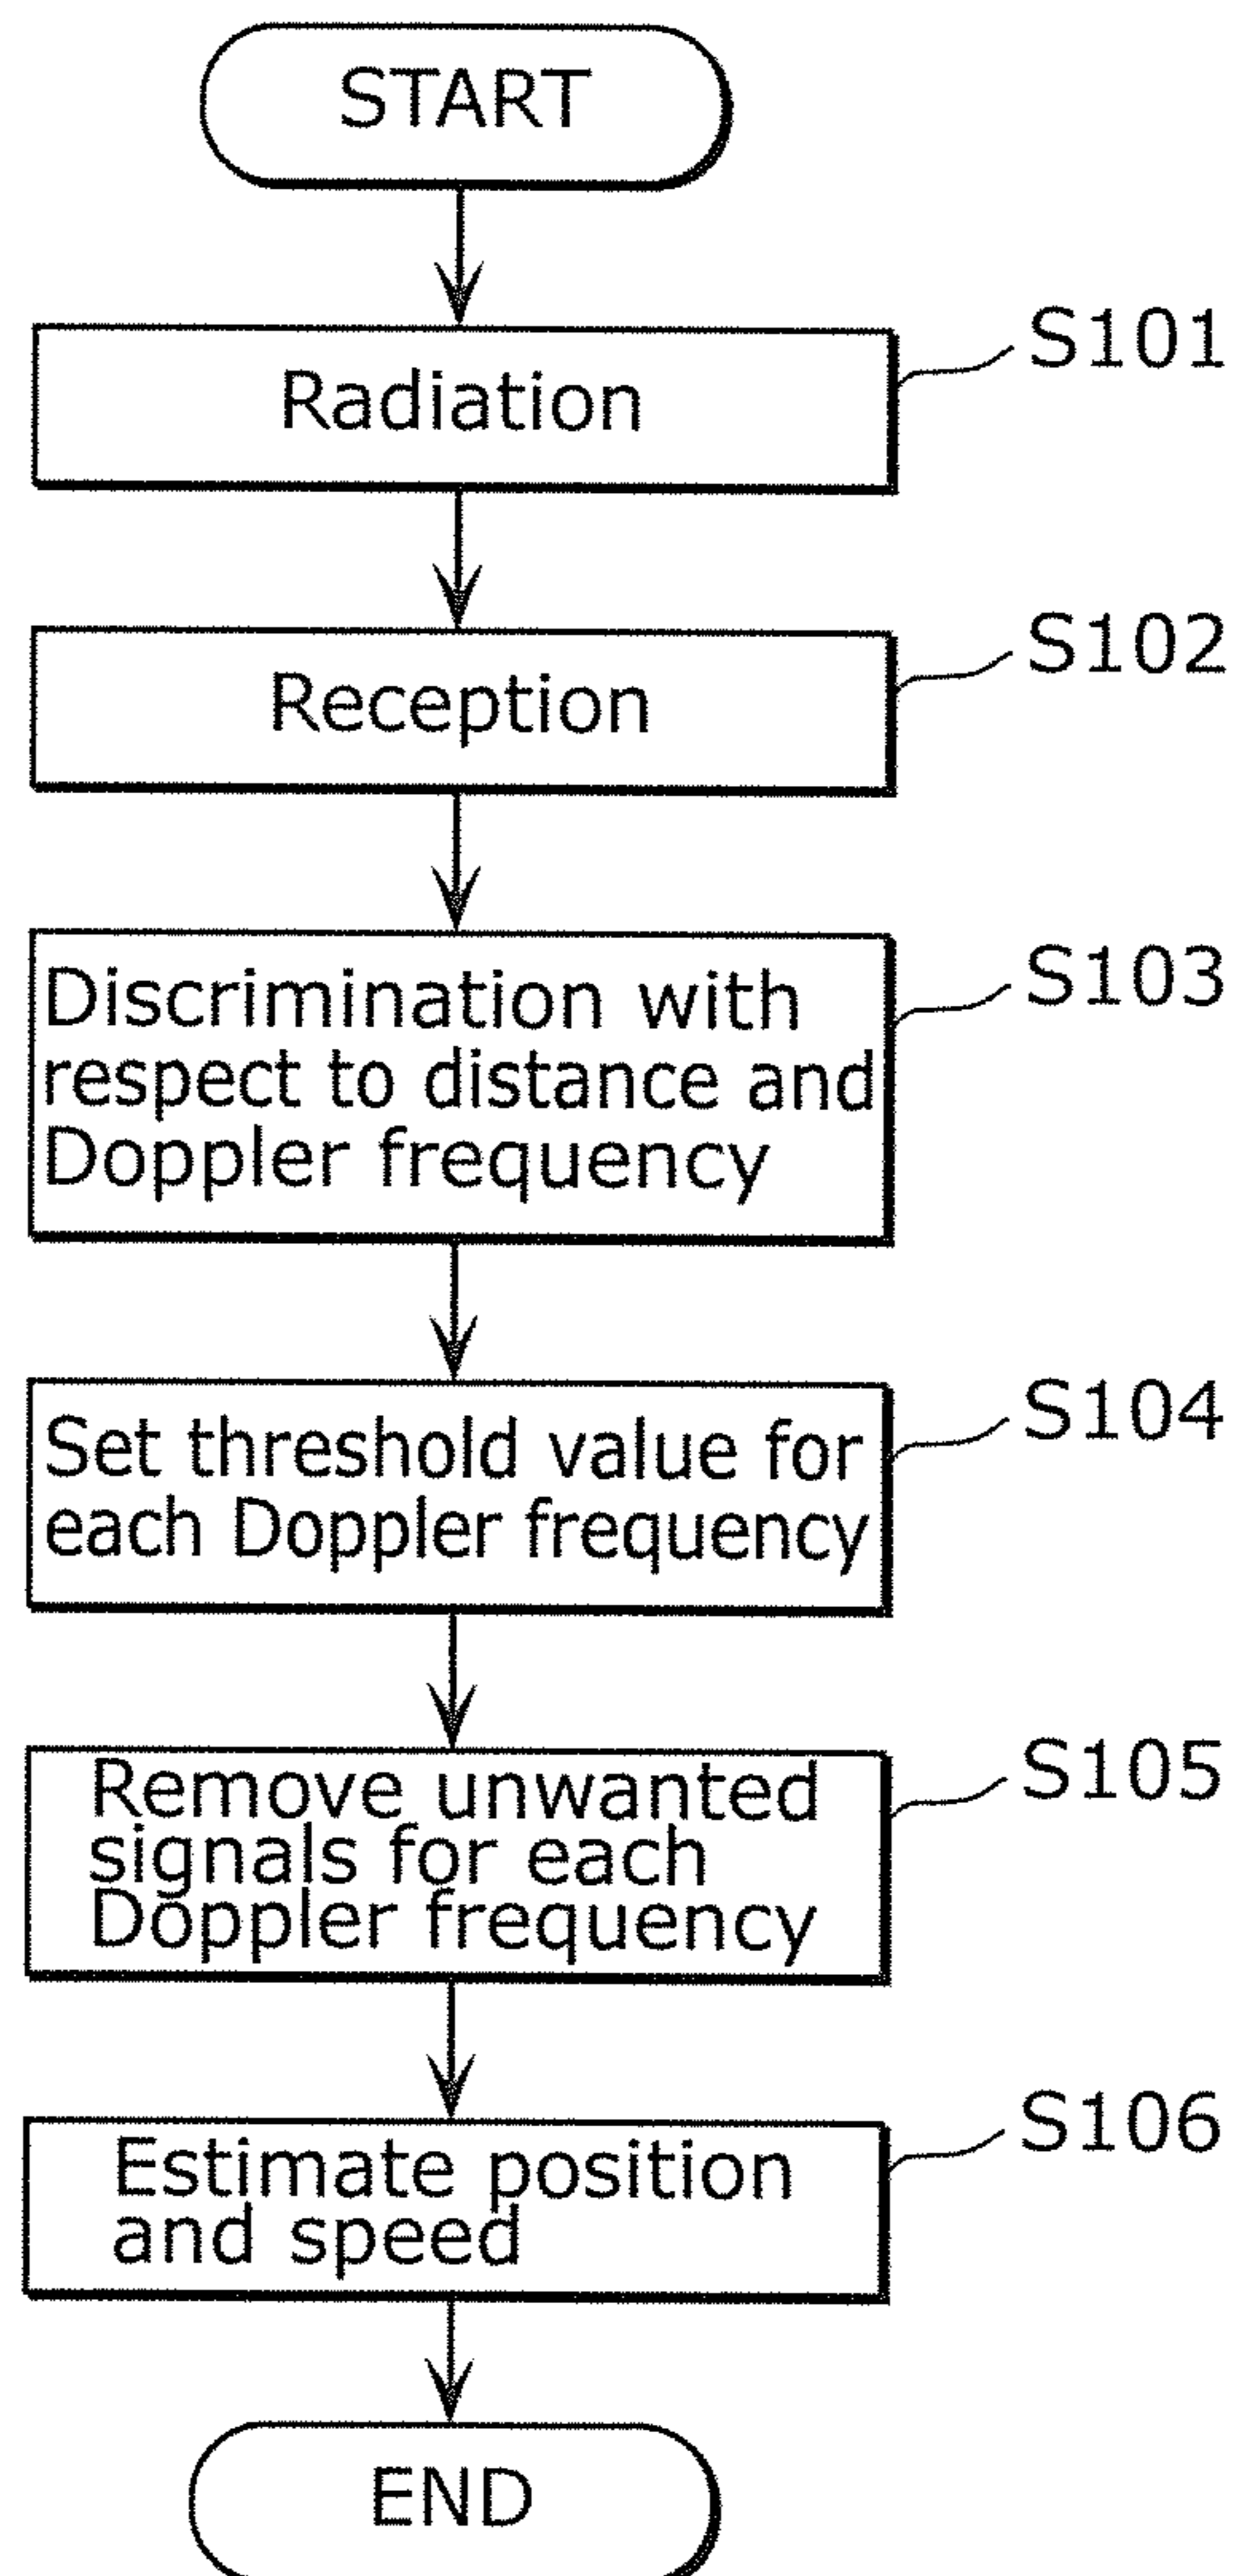 START
Radiation
S101
Reception
S102
Discrimination with
respect to distance and
Doppler frequency
S103
Set threshold value for
each Doppler frequency
S104
Remove unwanted
signals for each
Doppler frequency
S105
Estimate position
and speed
S106
END